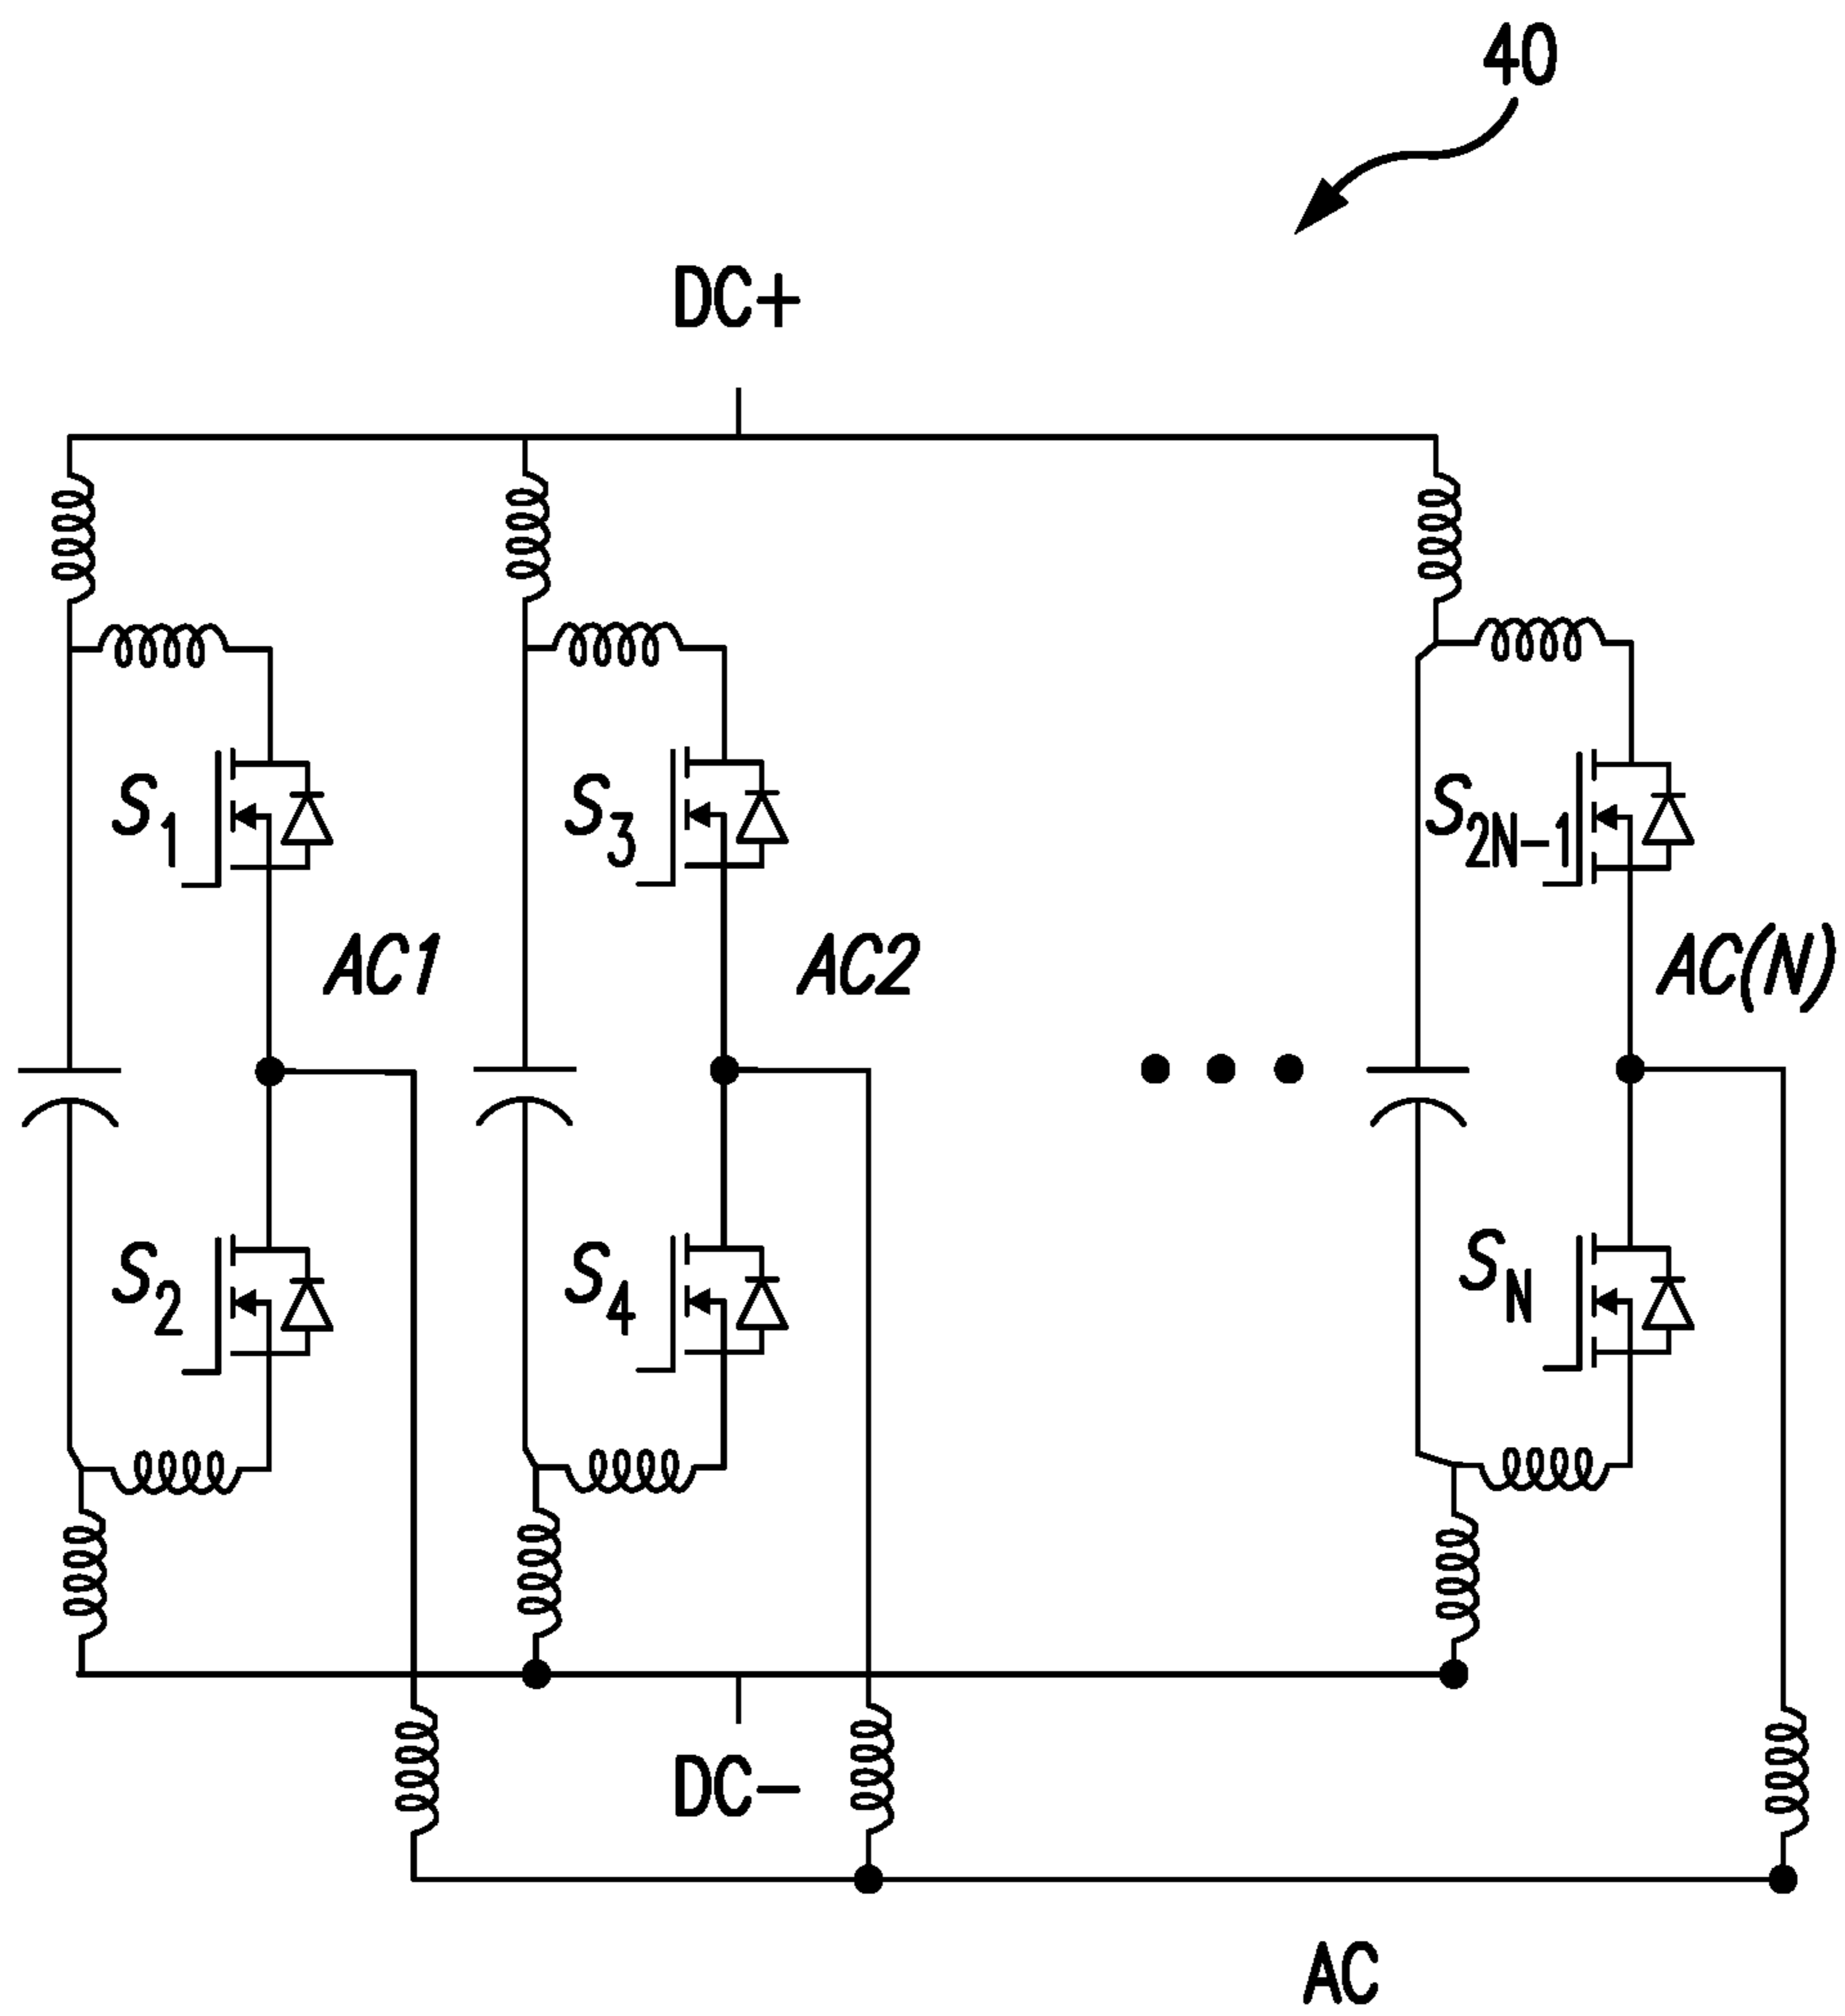 40
DC+
S1
S3
S2N-1
AC1
AC2
AC(N)
S2
S4
SN
DC-
AC